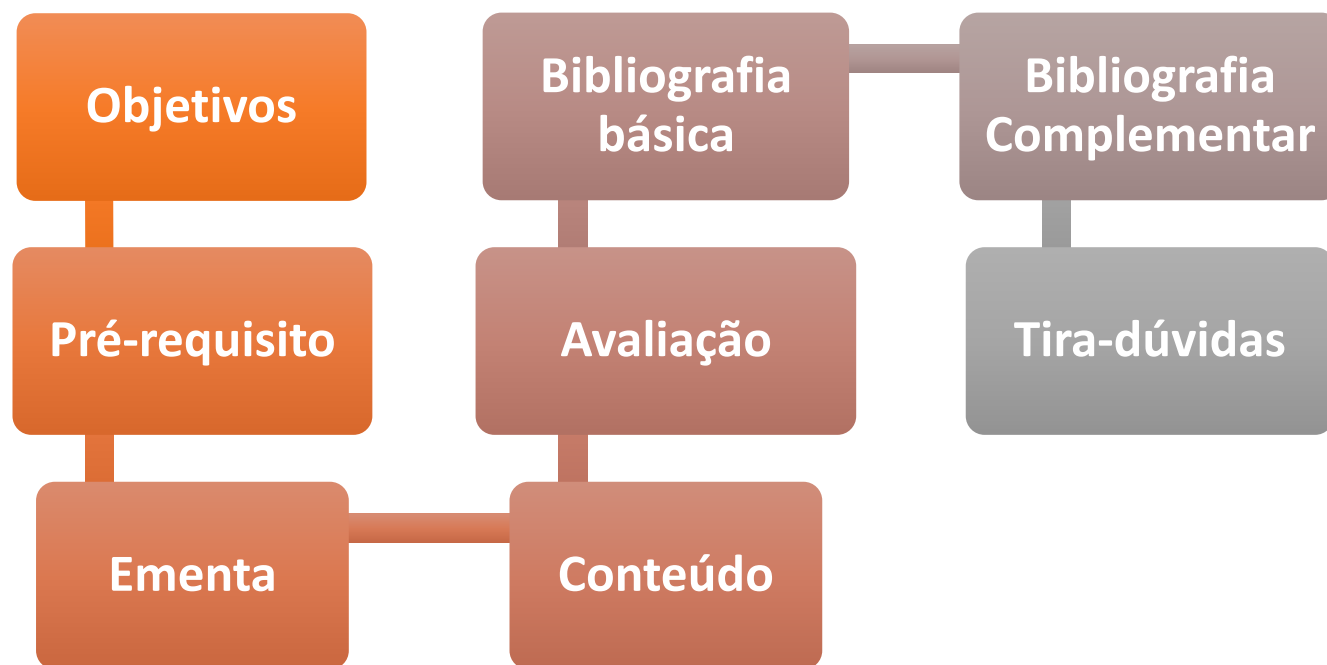 Objetivos
Pré-requisito
Ementa
Conteúdo
Avaliação
Bibliografia
básica
Bibliografia
Complementar
Tira-dúvidas